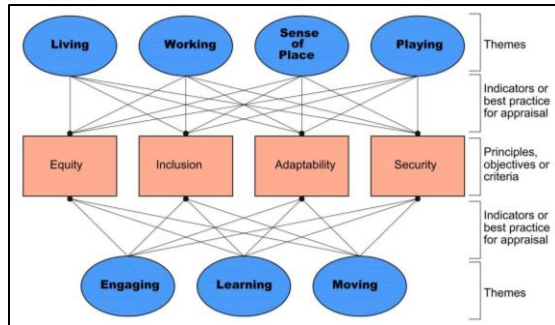 Living
Working
Sense
of
Place
Playing
Themes
Indicators or
best practice
for appraisal
Equity
Inclusion
Adaptability
Security
Principles,
objectives or
criteria
Indicators or
best practice
for appraisal
Engaging
Learning
Moving
Themes